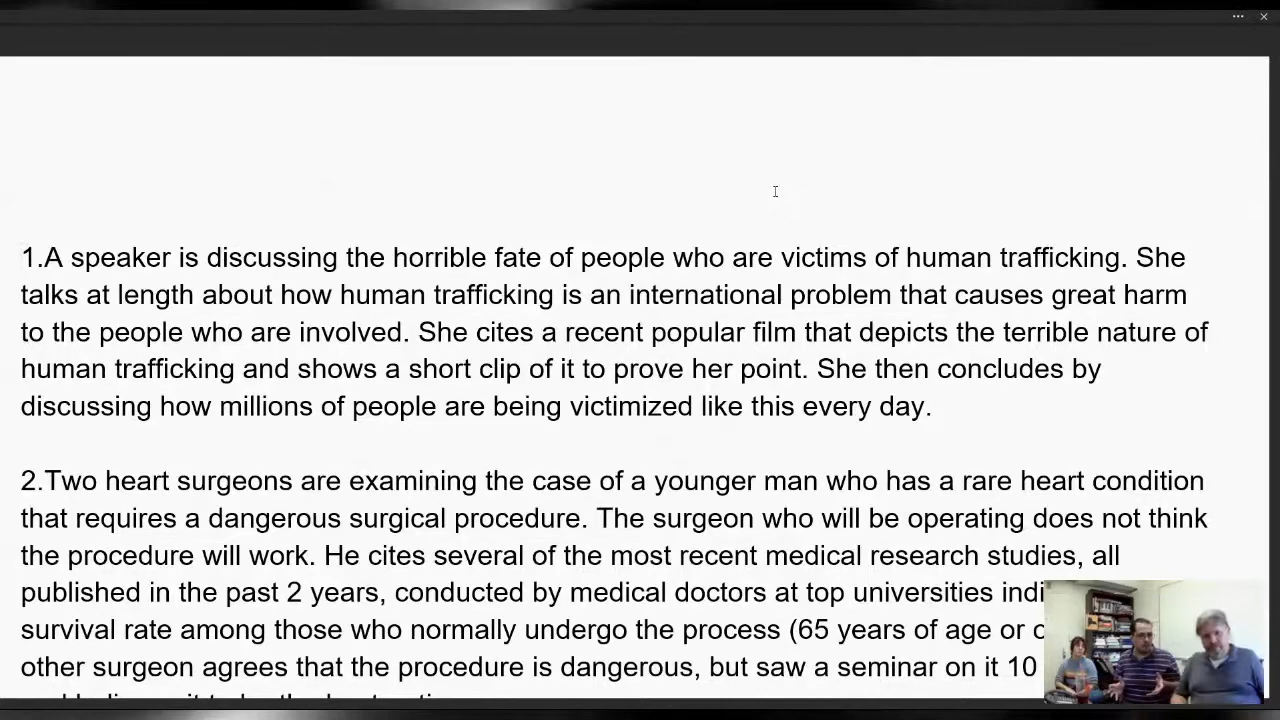 1.A speaker is discussing the horrible fate of people who are victims of human trafficking. She
talks at length about how human trafficking is an international problem that causes great harm
to the people who are involved. She cites a recent popular film that depicts the terrible nature of
human trafficking and shows a short clip of it to prove her point. She then concludes by
discussing how millions of people are being victimized like this every day.
2.Two heart surgeons are examining the case of a younger man who has a rare heart condition
that requires a dangerous surgical procedure. The surgeon who will be operating does not think
the procedure will work. He cites several of the most recent medical research studies, all
published in the past 2 years, conducted by medical doctors at top universities
survival rate among those who normally undergo the process (65 years of age or
other surgeon agrees that the procedure is dangerous, but saw a seminar on it 10